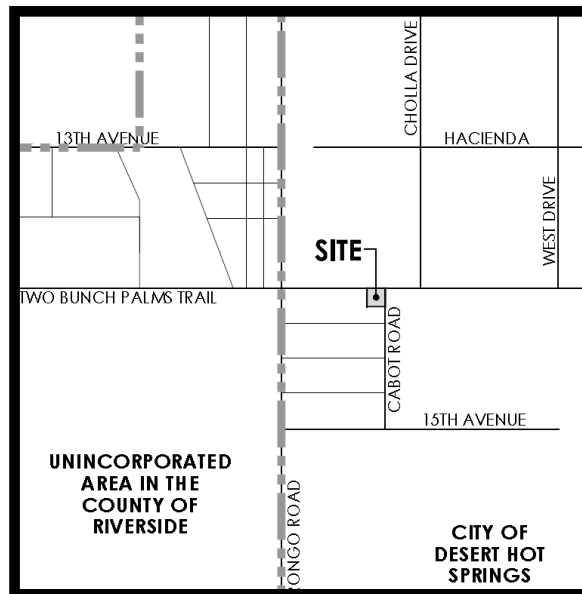 CHOLLA DRIVE
13TH AVENUE
HACIENDA
WEST DRIVE
SITE
TWO BUNCH PALMS TRAIL
CABOT ROAD
15TH AVENUE
UNINCORPORATED
AREA IN THE
COUNTY OF
RIVERSIDE
ONGO ROAD
CITY OF
DESERT HOT
SPRINGS